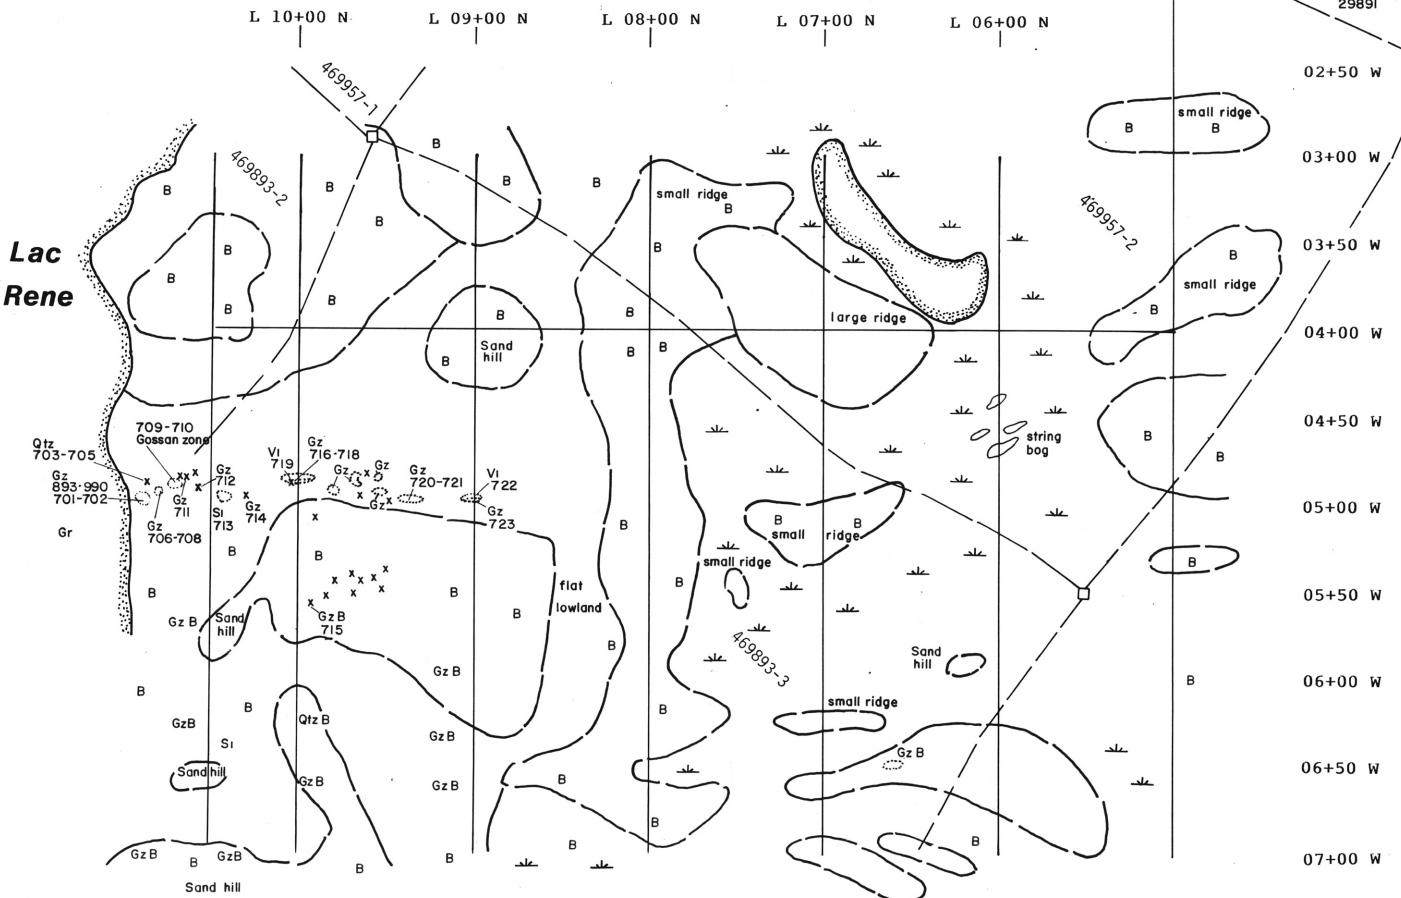 29891
L 10+00 N
L 09+00 N
L 08+00 N
L 07+00 N
L 06+00 N
02+50 W
469957-1
small ridge
B
B
B
03+00 W
469893-2
B
B
B
B
small ridge
B
469957-2
B
Lac
Rene
B
B
03+50 W
B
B
small ridge
B
B
B
B
B
large ridge
B
04+00 W
Sand
hill
B
B
B
04+50 W
709-710
Gossan zone
Qtz
703-705
Gz
893-990
701-702
Gz
711
Gz
712
Gz
706-708
S1
713
Gz
714
V1
719
Gz
716-718
Gz
Gz
Gz
Gz
720-721
V1
722
Gz
723
string
bog
B
B
Gr
B
B
B
B
small ridge
05+00 W
B
B
small ridge
B
flat
lowland
B
B
B
05+50 W
Gz B
Sand
hill
Gz B
715
B
469893-3
Sand
hill
Gz B
B
B
06+00 W
B
B
small ridge
Gz B
Qtz B
Gz B
S1
Gz B
Sand hill
Gz B
Gz B
B
06+50 W
B
B
B
Gz B
B
Gz B
B
B
07+00 W
Sand hill